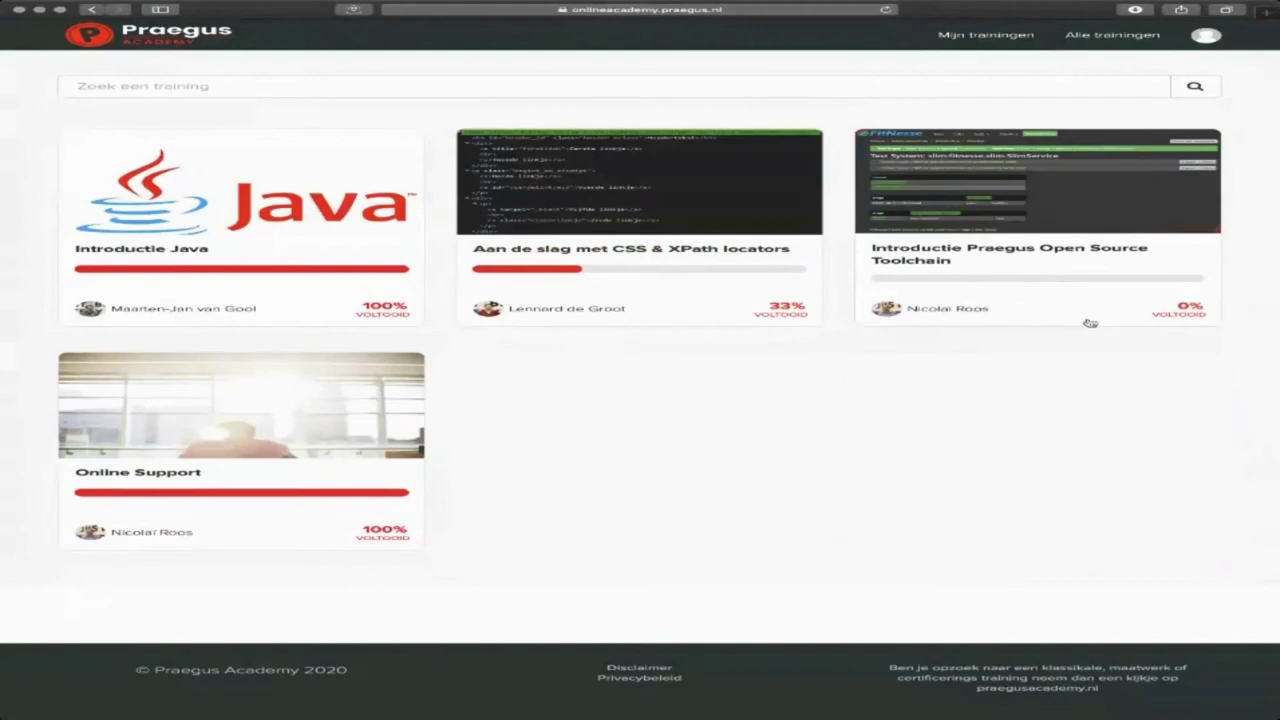 onlineacademy.praegus.nl
Praegus
ACADEMY
Mijn trainingen
Alle trainingen
Zoek een training
Java™
Introductie Java
Maarten-Jan van Gool
100%
VOLTOOID
Aan de slag met CSS & XPath locators
Lennard de Groot
33%
VOLTOOID
FitNesse
Test System: slim:fitnesse.slim.SlimService
Introductie Praegus Open Source
Toolchain
Nicolaï Roos
0%
VOLTOOID
Online Support
Nicolaï Roos
100%
VOLTOOID
© Praegus Academy 2020
Disclaimer
Privacybeleid
Ben je opzoek naar een klassikale, maatwerk of
certificerings training neem dan een kijkje op
praegusacademy.nl